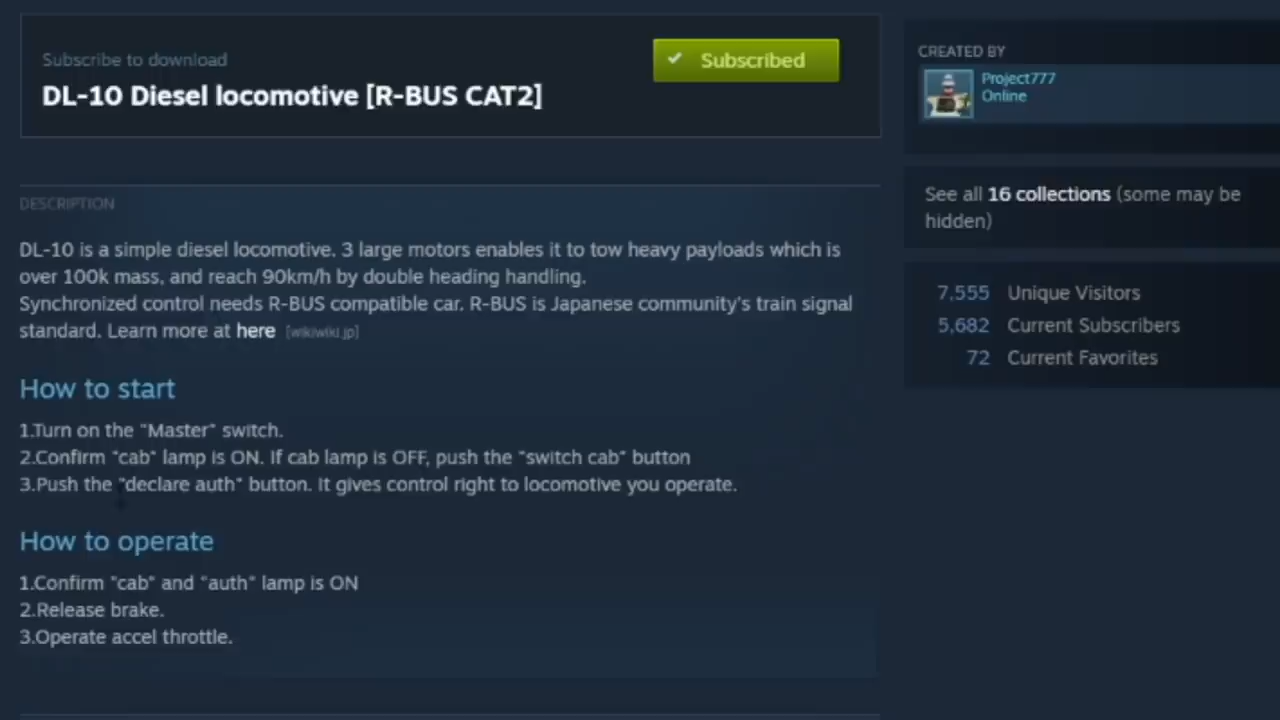 Subscribe to download
DL-10 Diesel locomotive [R-BUS CAT2]
Subscribed
CREATED BY
Project777
Online
See all 16 collections (some may be
hidden)
7,555 Unique Visitors
5,682 Current Subscribers
72 Current Favorites
DESCRIPTION
DL-10 is a simple diesel locomotive. 3 large motors enables it to tow heavy payloads which is
over 100k mass, and reach 90km/h by double heading handling.
Synchronized control needs R-BUS compatible car. R-BUS is Japanese community's train signal
standard. Learn more at here [wikiwiki.jp]
How to start
1.Turn on the "Master" switch.
2.Confirm "cab" lamp is ON. If cab lamp is OFF, push the "switch cab" button
3.Push the "declare auth" button. It gives control right to locomotive you operate.
How to operate
1.Confirm "cab" and "auth" lamp is ON
2.Release brake.
3.Operate accel throttle.